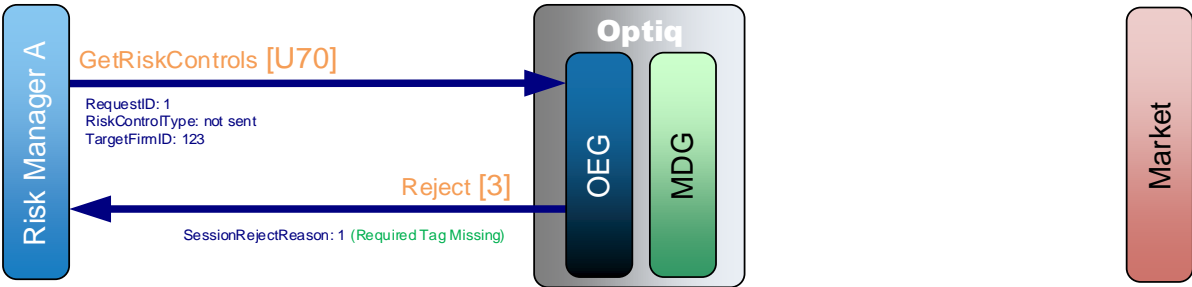 Risk Manager A
Optiq
GetRiskControls [U70]
RequestID: 1
RiskControlType: not sent
TargetFirmID: 123
Reject [3]
SessionRejectReason: 1 (Required Tag Missing)
OEG
MDG
Market